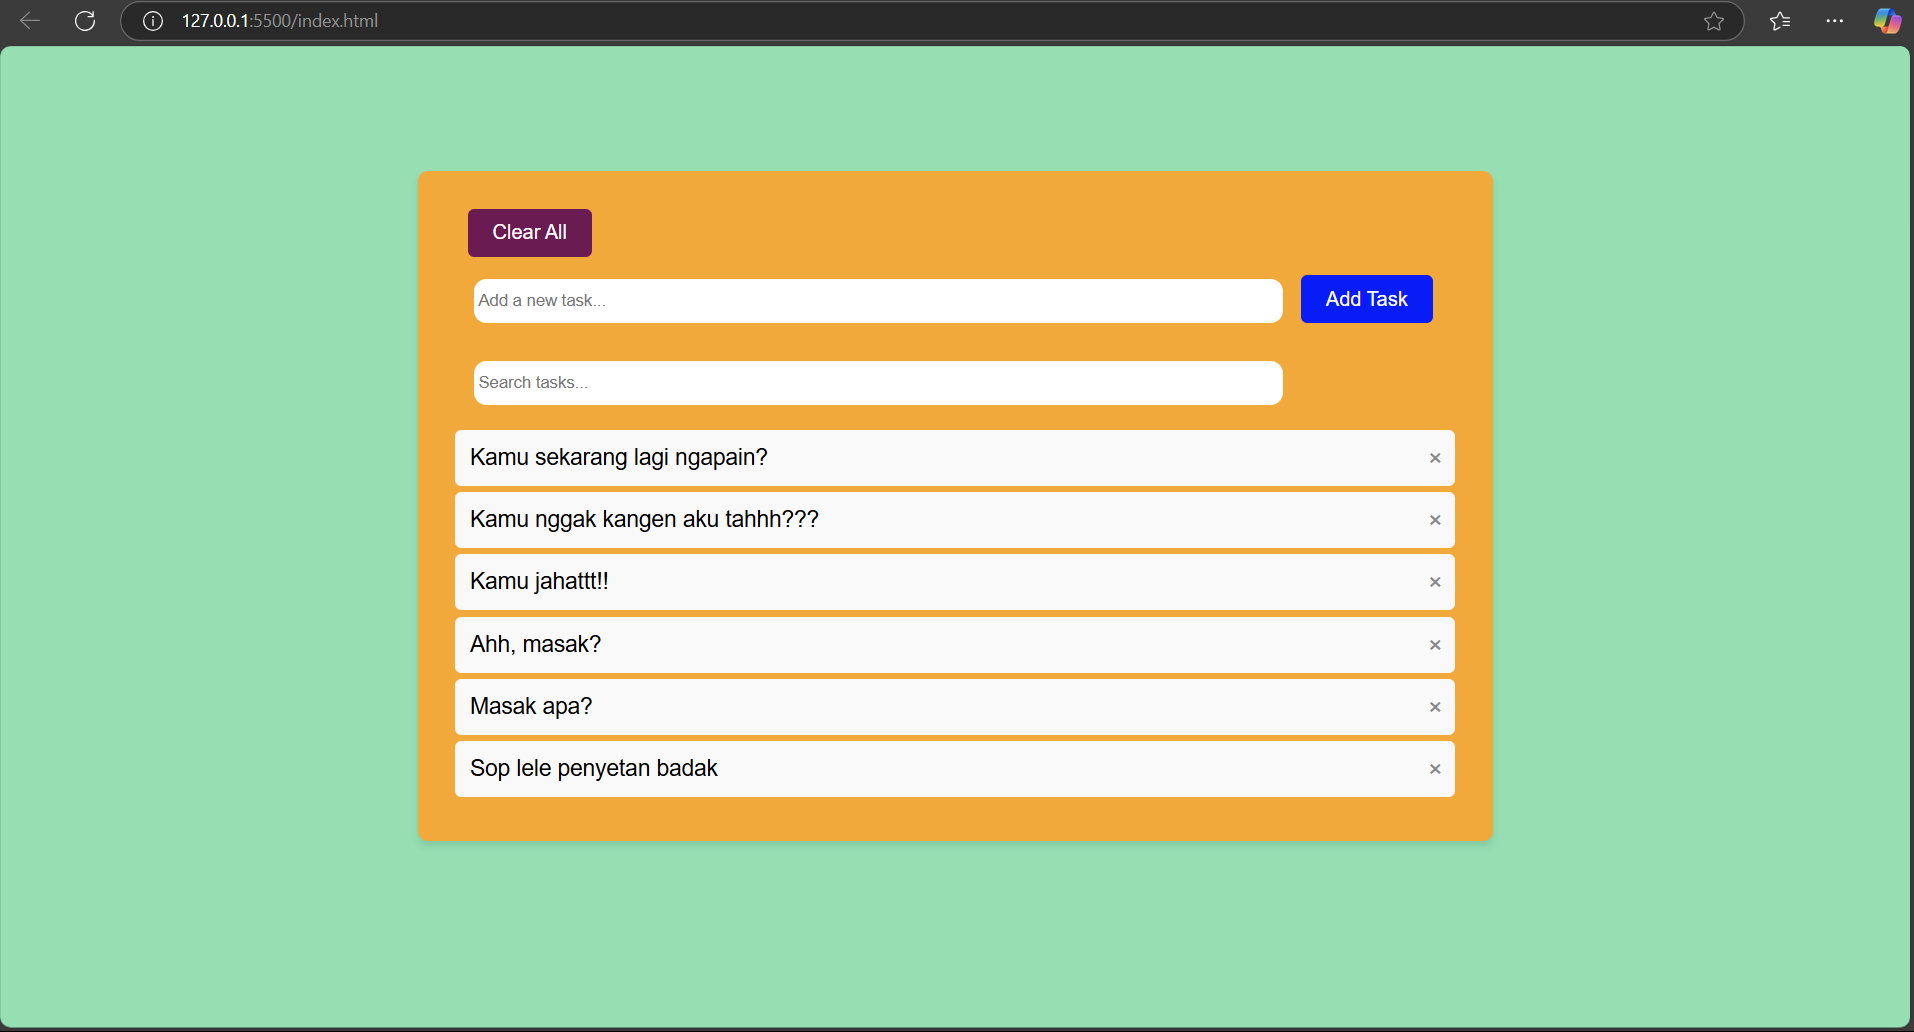 127.0.0.1:5500/index.html
Clear All
Add a new task...
Add Task
Search tasks...
Kamu sekarang lagi ngapain?
Kamu nggak kangen aku tahhh???
Kamu jahattt!!
Ahh, masak?
Masak apa?
Sop lele penyetan badak